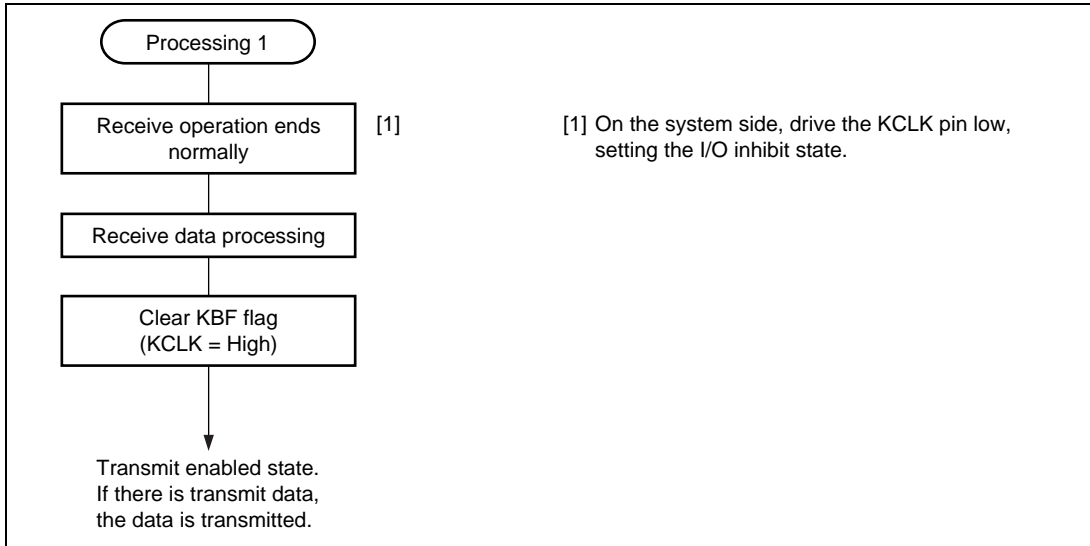 Processing 1
Receive operation ends
normally
[1]
[1] On the system side, drive the KCLK pin low,
setting the I/O inhibit state.
Receive data processing
Clear KBF flag
(KCLK = High)
Transmit enabled state.
If there is transmit data,
the data is transmitted.